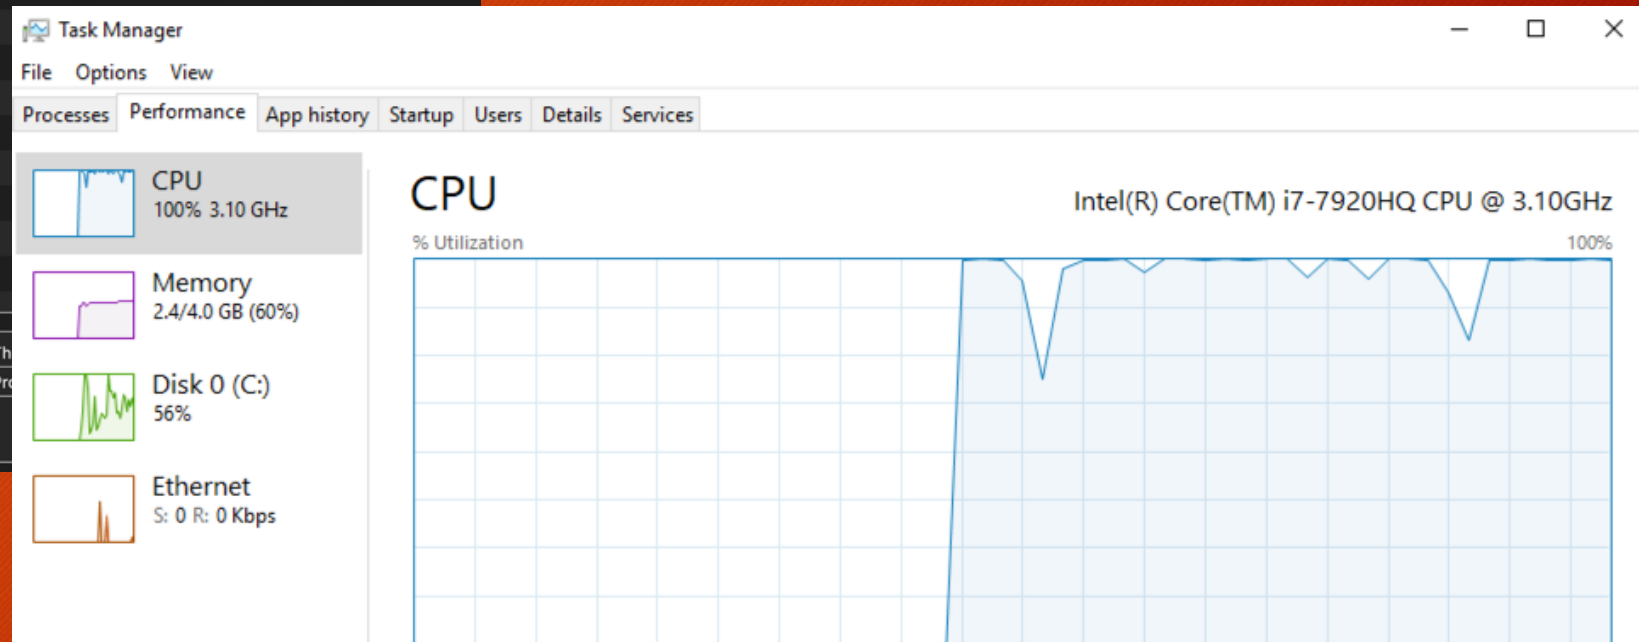 Task Manager
File Options View
Processes Performance App history Startup Users Details Services
CPU
100% 3.10 GHz
Memory
2.4/4.0 GB (60%)
Disk 0 (C:)
56%
Ethernet
S: 0 R: 0 Kbps
CPU
Intel(R) Core(TM) i7-7920HQ CPU @ 3.10GHz
% Utilization
100%